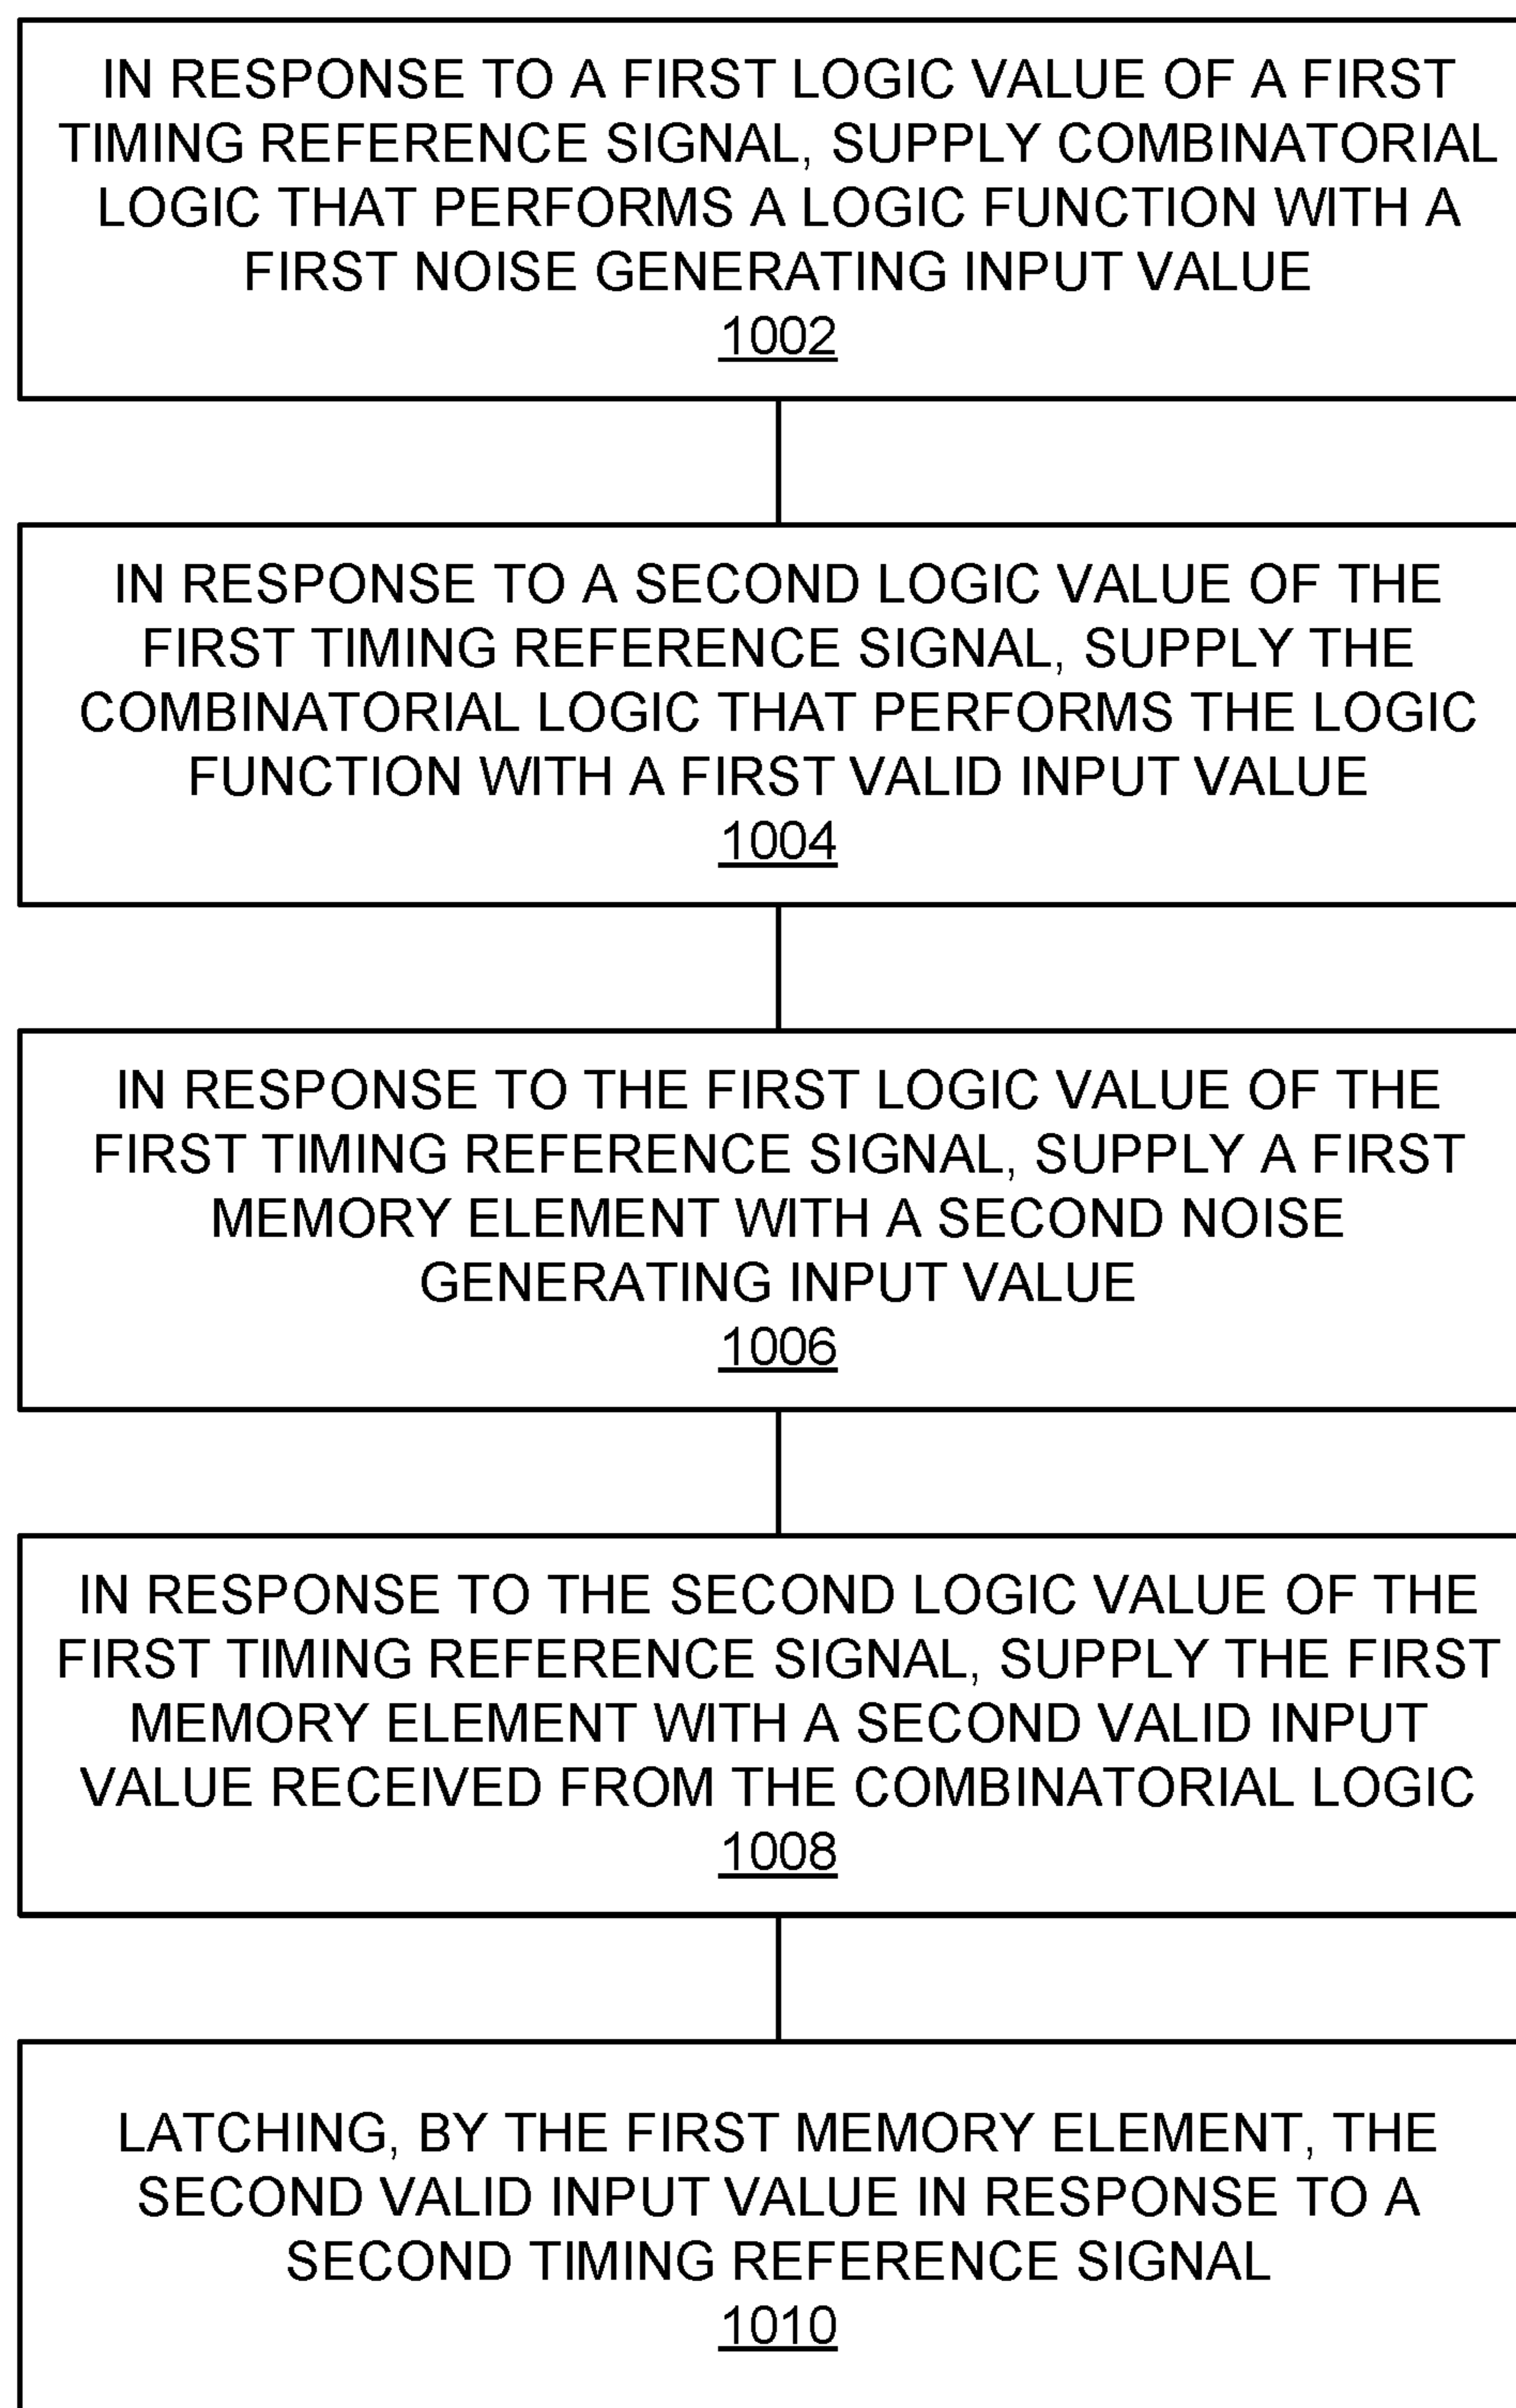 IN RESPONSE TO A FIRST LOGIC VALUE OF A FIRST
TIMING REFERENCE SIGNAL, SUPPLY COMBINATORIAL
LOGIC THAT PERFORMS A LOGIC FUNCTION WITH A
FIRST NOISE GENERATING INPUT VALUE
1002
IN RESPONSE TO A SECOND LOGIC VALUE OF THE
FIRST TIMING REFERENCE SIGNAL, SUPPLY THE
COMBINATORIAL LOGIC THAT PERFORMS THE LOGIC
FUNCTION WITH A FIRST VALID INPUT VALUE
1004
IN RESPONSE TO THE FIRST LOGIC VALUE OF THE
FIRST TIMING REFERENCE SIGNAL, SUPPLY A FIRST
MEMORY ELEMENT WITH A SECOND NOISE
GENERATING INPUT VALUE
1006
IN RESPONSE TO THE SECOND LOGIC VALUE OF THE
FIRST TIMING REFERENCE SIGNAL, SUPPLY THE FIRST
MEMORY ELEMENT WITH A SECOND VALID INPUT
VALUE RECEIVED FROM THE COMBINATORIAL LOGIC
1008
LATCHING, BY THE FIRST MEMORY ELEMENT, THE
SECOND VALID INPUT VALUE IN RESPONSE TO A
SECOND TIMING REFERENCE SIGNAL
1010